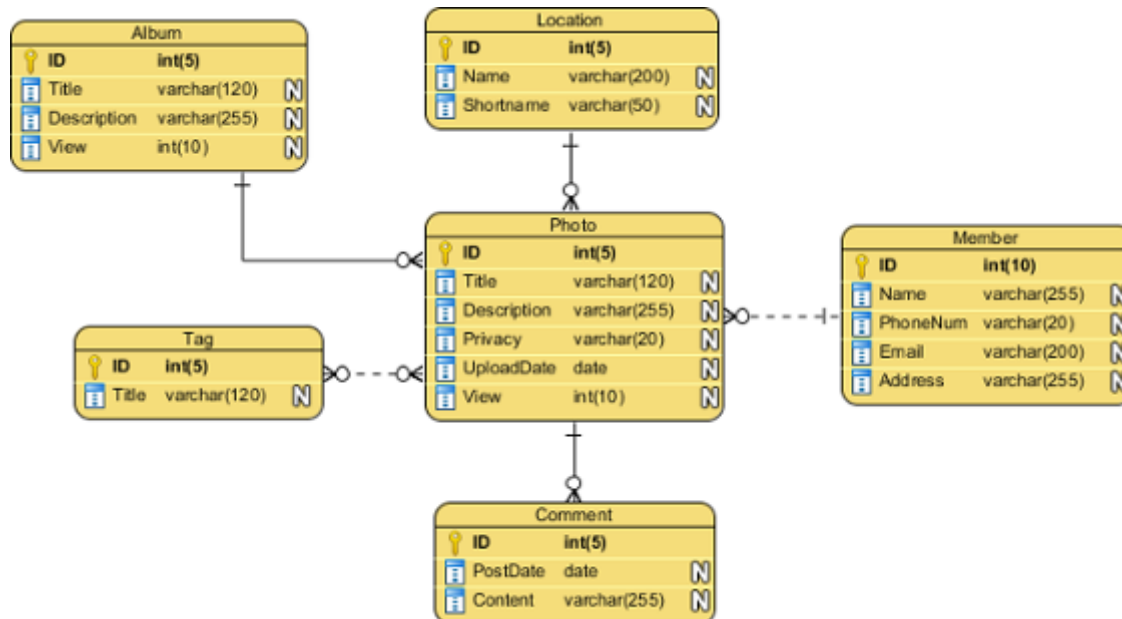 Album
ID int(5)
Title varchar(120) N
Description varchar(255) N
View int(10) N
Location
ID int(5)
Name varchar(200) N
Shortname varchar(50) N
Photo
ID int(5)
Title varchar(120) N
Description varchar(255) N
Privacy varchar(20) N
UploadDate date N
View int(10) N
Member
ID int(10)
Name varchar(255) N
PhoneNum varchar(20) N
Email varchar(200) N
Address varchar(255) N
Tag
ID int(5)
Title varchar(120) N
Comment
ID int(5)
PostDate date N
Content varchar(255) N